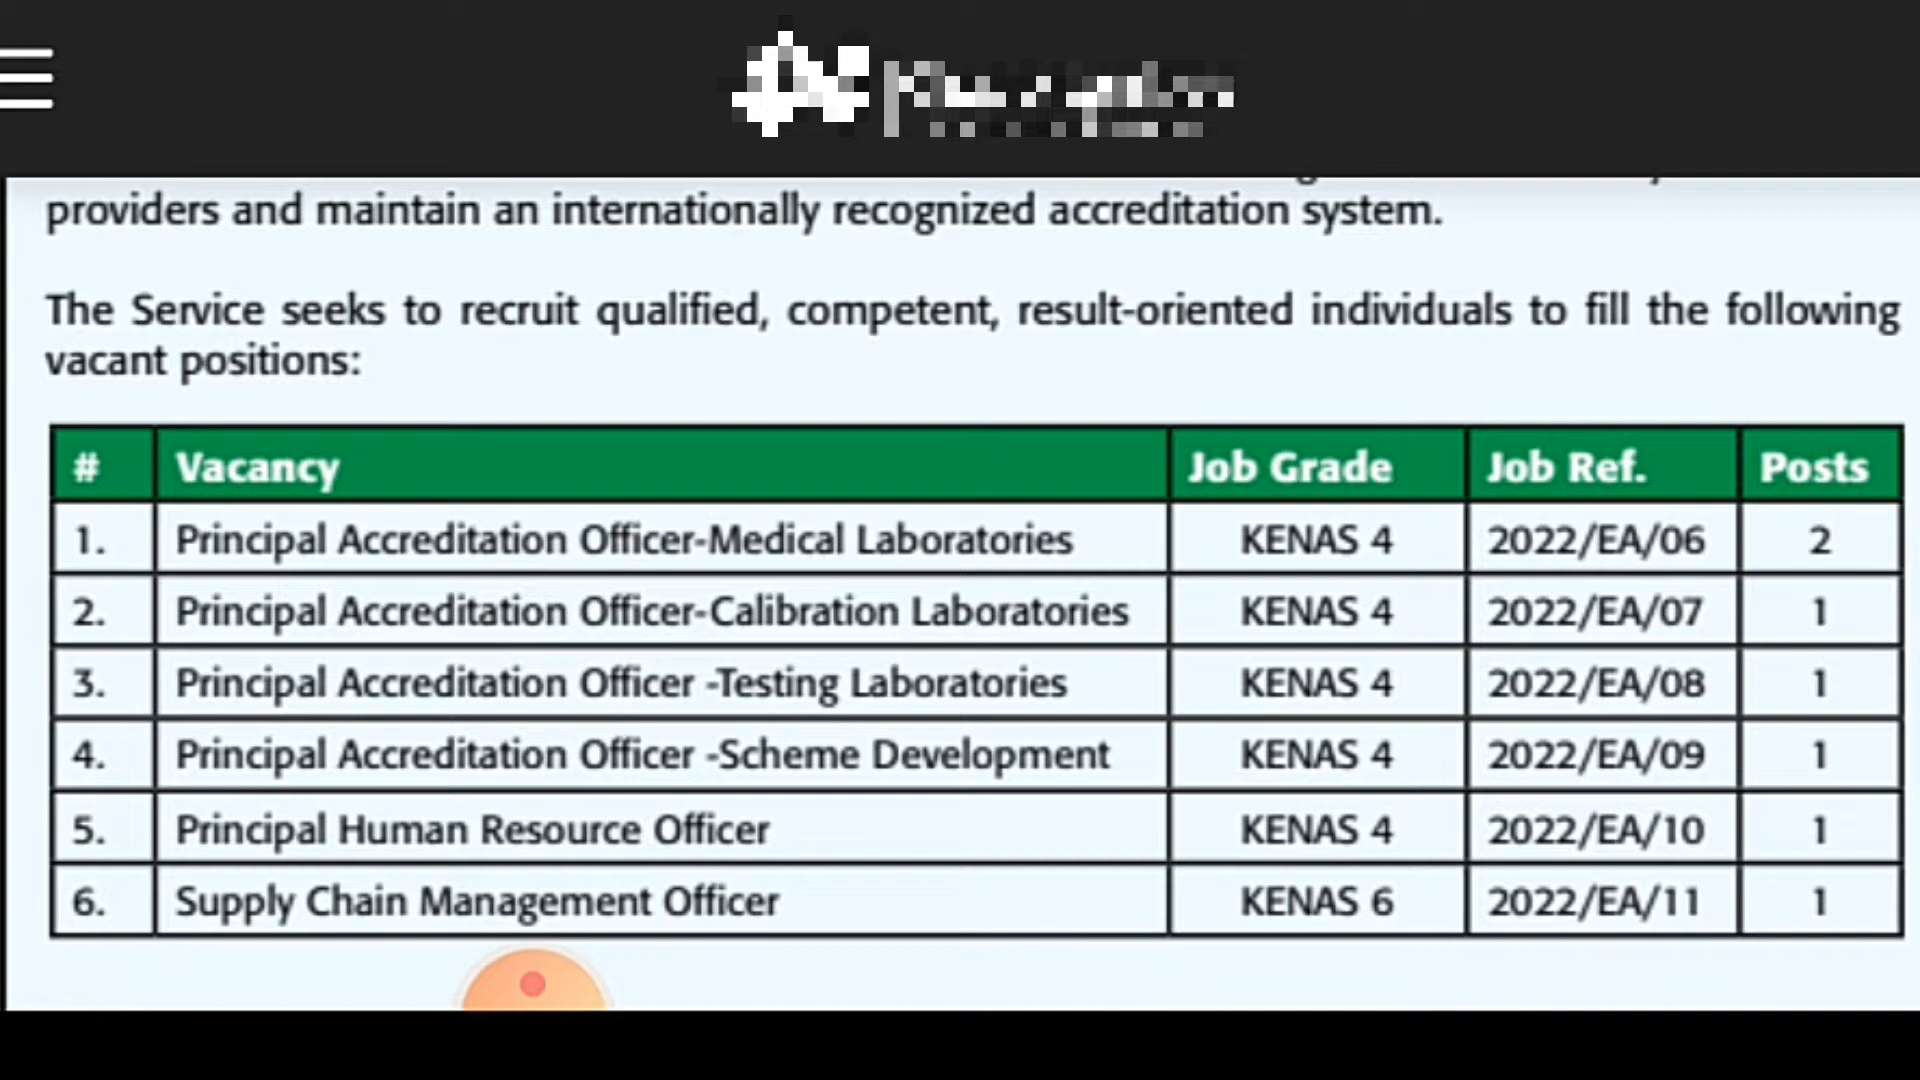 providers and maintain an internationally recognized accreditation system.
The Service seeks to recruit qualified, competent, result-oriented individuals to fill the following
vacant positions:
# Vacancy Job Grade Job Ref. Posts
1. Principal Accreditation Officer-Medical Laboratories KENAS 4 2022/EA/06 2
2. Principal Accreditation Officer-Calibration Laboratories KENAS 4 2022/EA/07 1
3. Principal Accreditation Officer -Testing Laboratories KENAS 4 2022/EA/08 1
4. Principal Accreditation Officer -Scheme Development KENAS 4 2022/EA/09 1
5. Principal Human Resource Officer KENAS 4 2022/EA/10 1
6. Supply Chain Management Officer KENAS 6 2022/EA/11 1